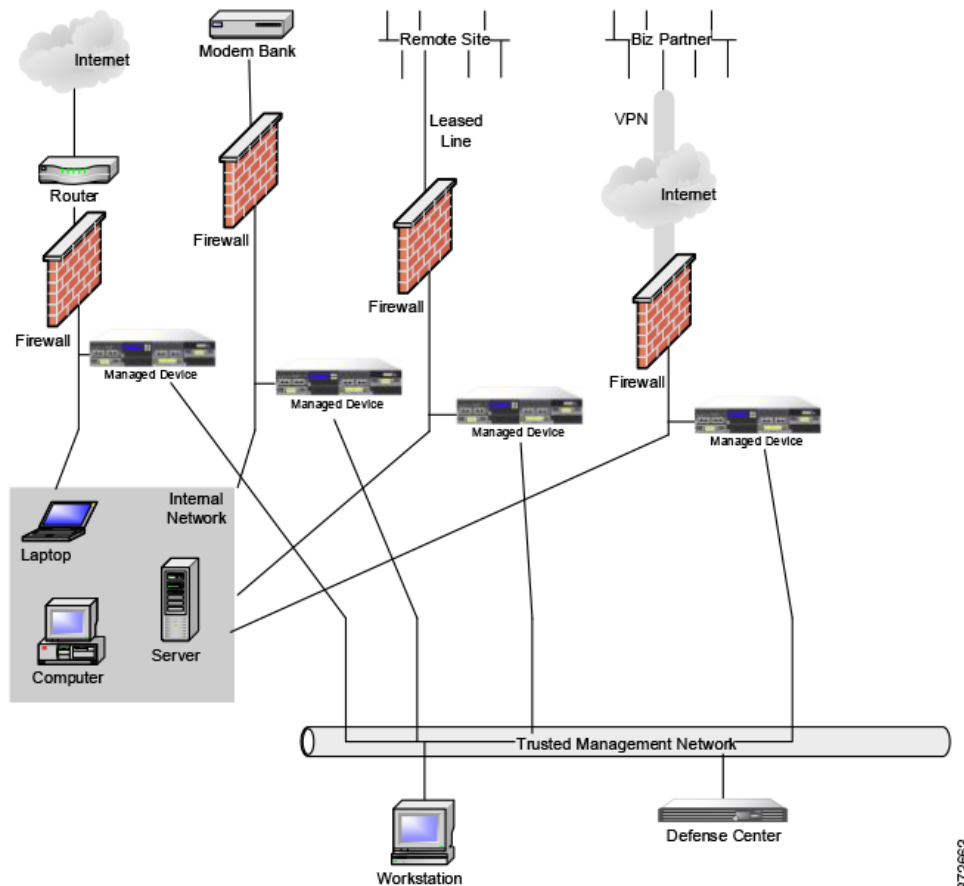 Internet
Modem Bank
Remote Site
Biz Partner
Leased
Line
VPN
Internet
Router
Firewall
Firewall
Firewall
Firewall
Managed Device
Managed Device
Managed Device
Managed Device
Internal
Network
Laptop
Server
Computer
Trusted Management Network
Workstation
Defense Center
372663